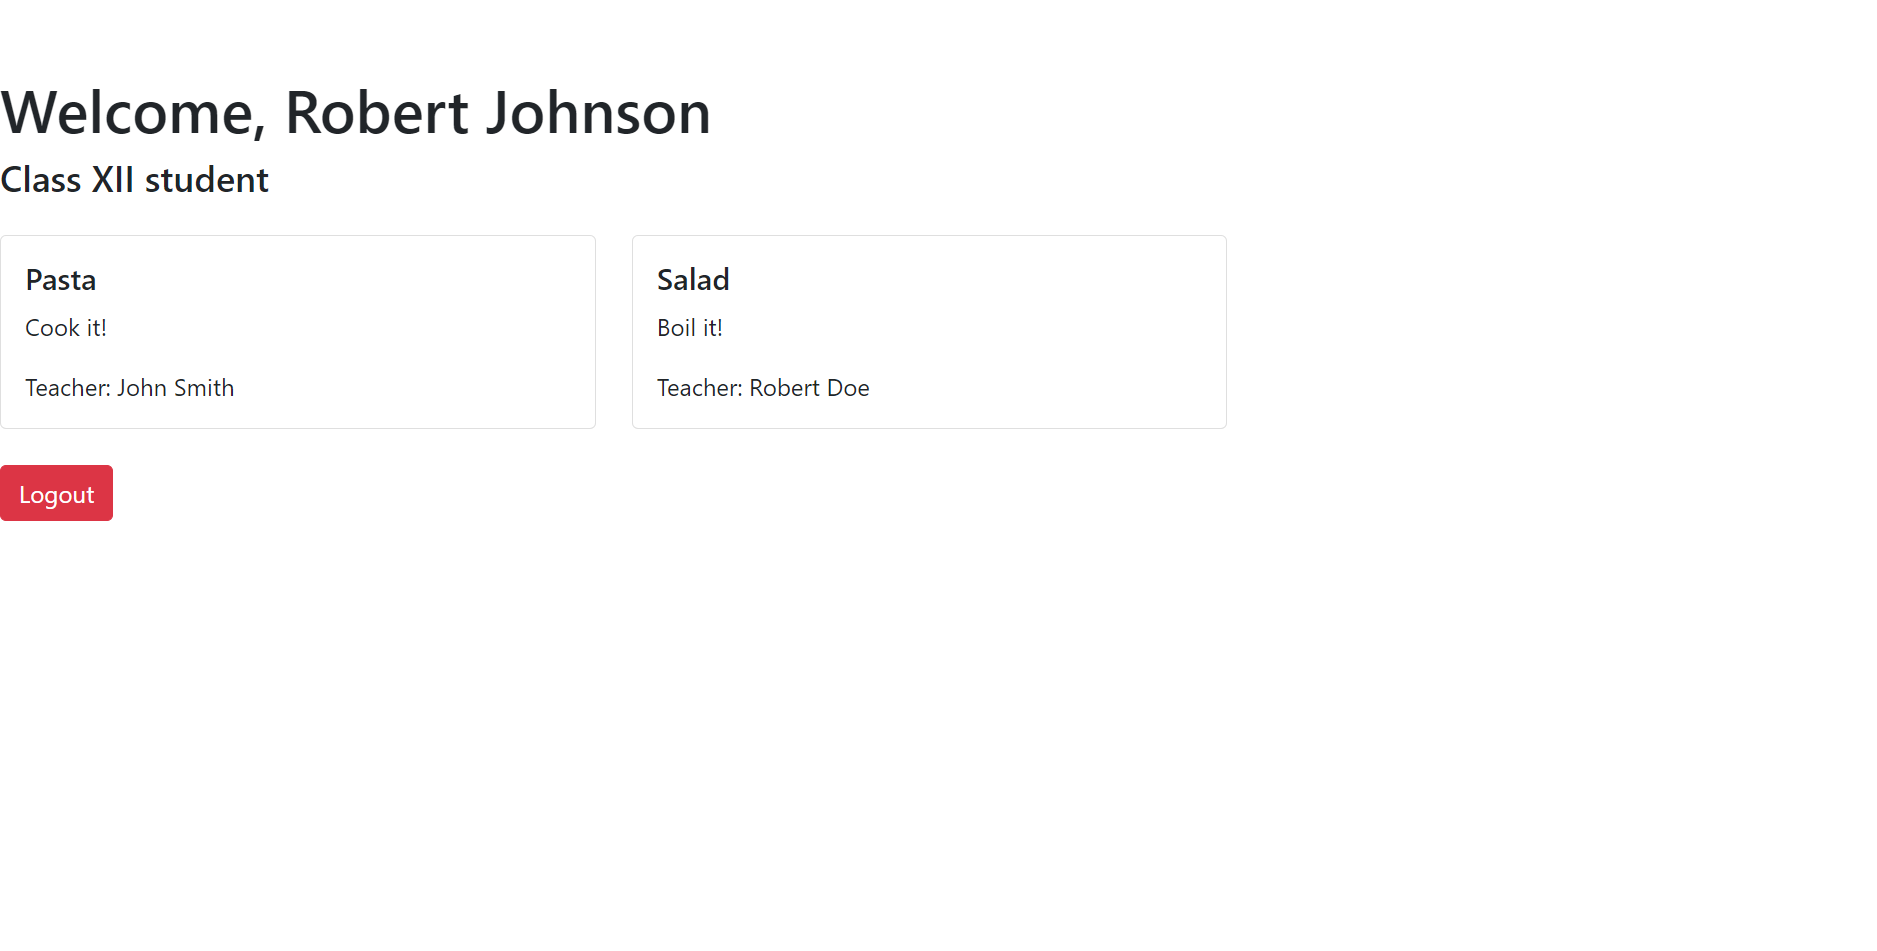 Welcome, Robert Johnson
Class XII student
Pasta
Cook it!
Teacher: John Smith
Salad
Boil it!
Teacher: Robert Doe
Logout